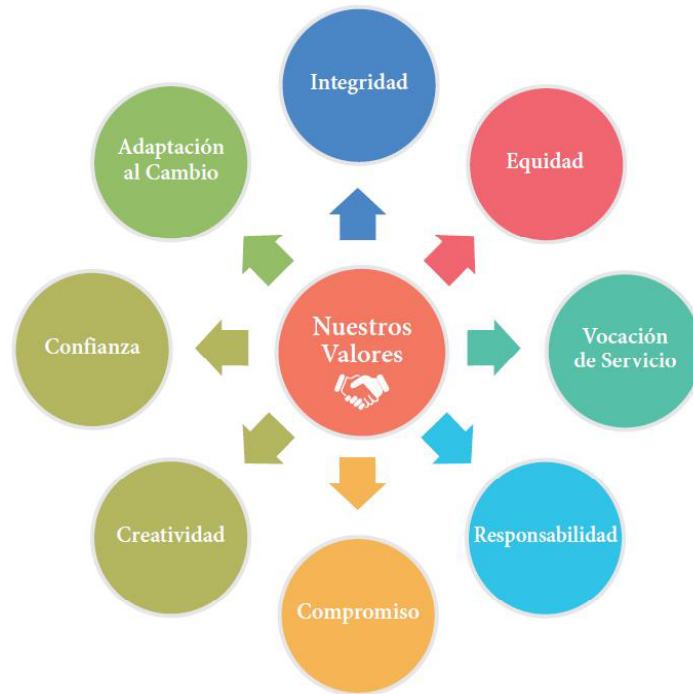 Integridad
Equidad
Vocación
de Servicio
Responsabilidad
Compromiso
Creatividad
Confianza
Adaptación
al Cambio
Nuestros
Valores